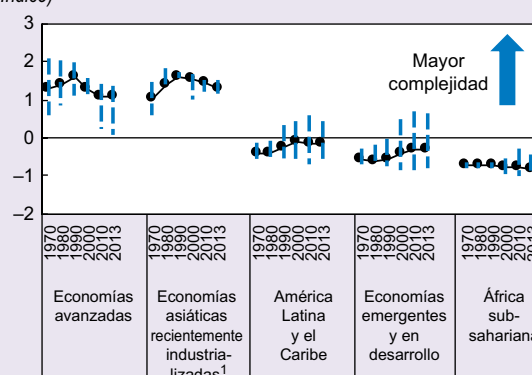 índice)
3
2
1
0
–1
–2
Mayor
complejidad
1970
1980
1990
2000
2010
2013
1970
1980
1990
2000
2010
2013
1970
1980
1990
2000
2010
2013
1970
1980
1990
2000
2010
2013
1970
1980
1990
2000
2010
2013
Economías
avanzadas
Economías
asiáticas
recientemente
industria-
lizadas1
América
Latina
y el
Caribe
Economías
emergentes
y en
desarrollo
África
sub-
sahariana